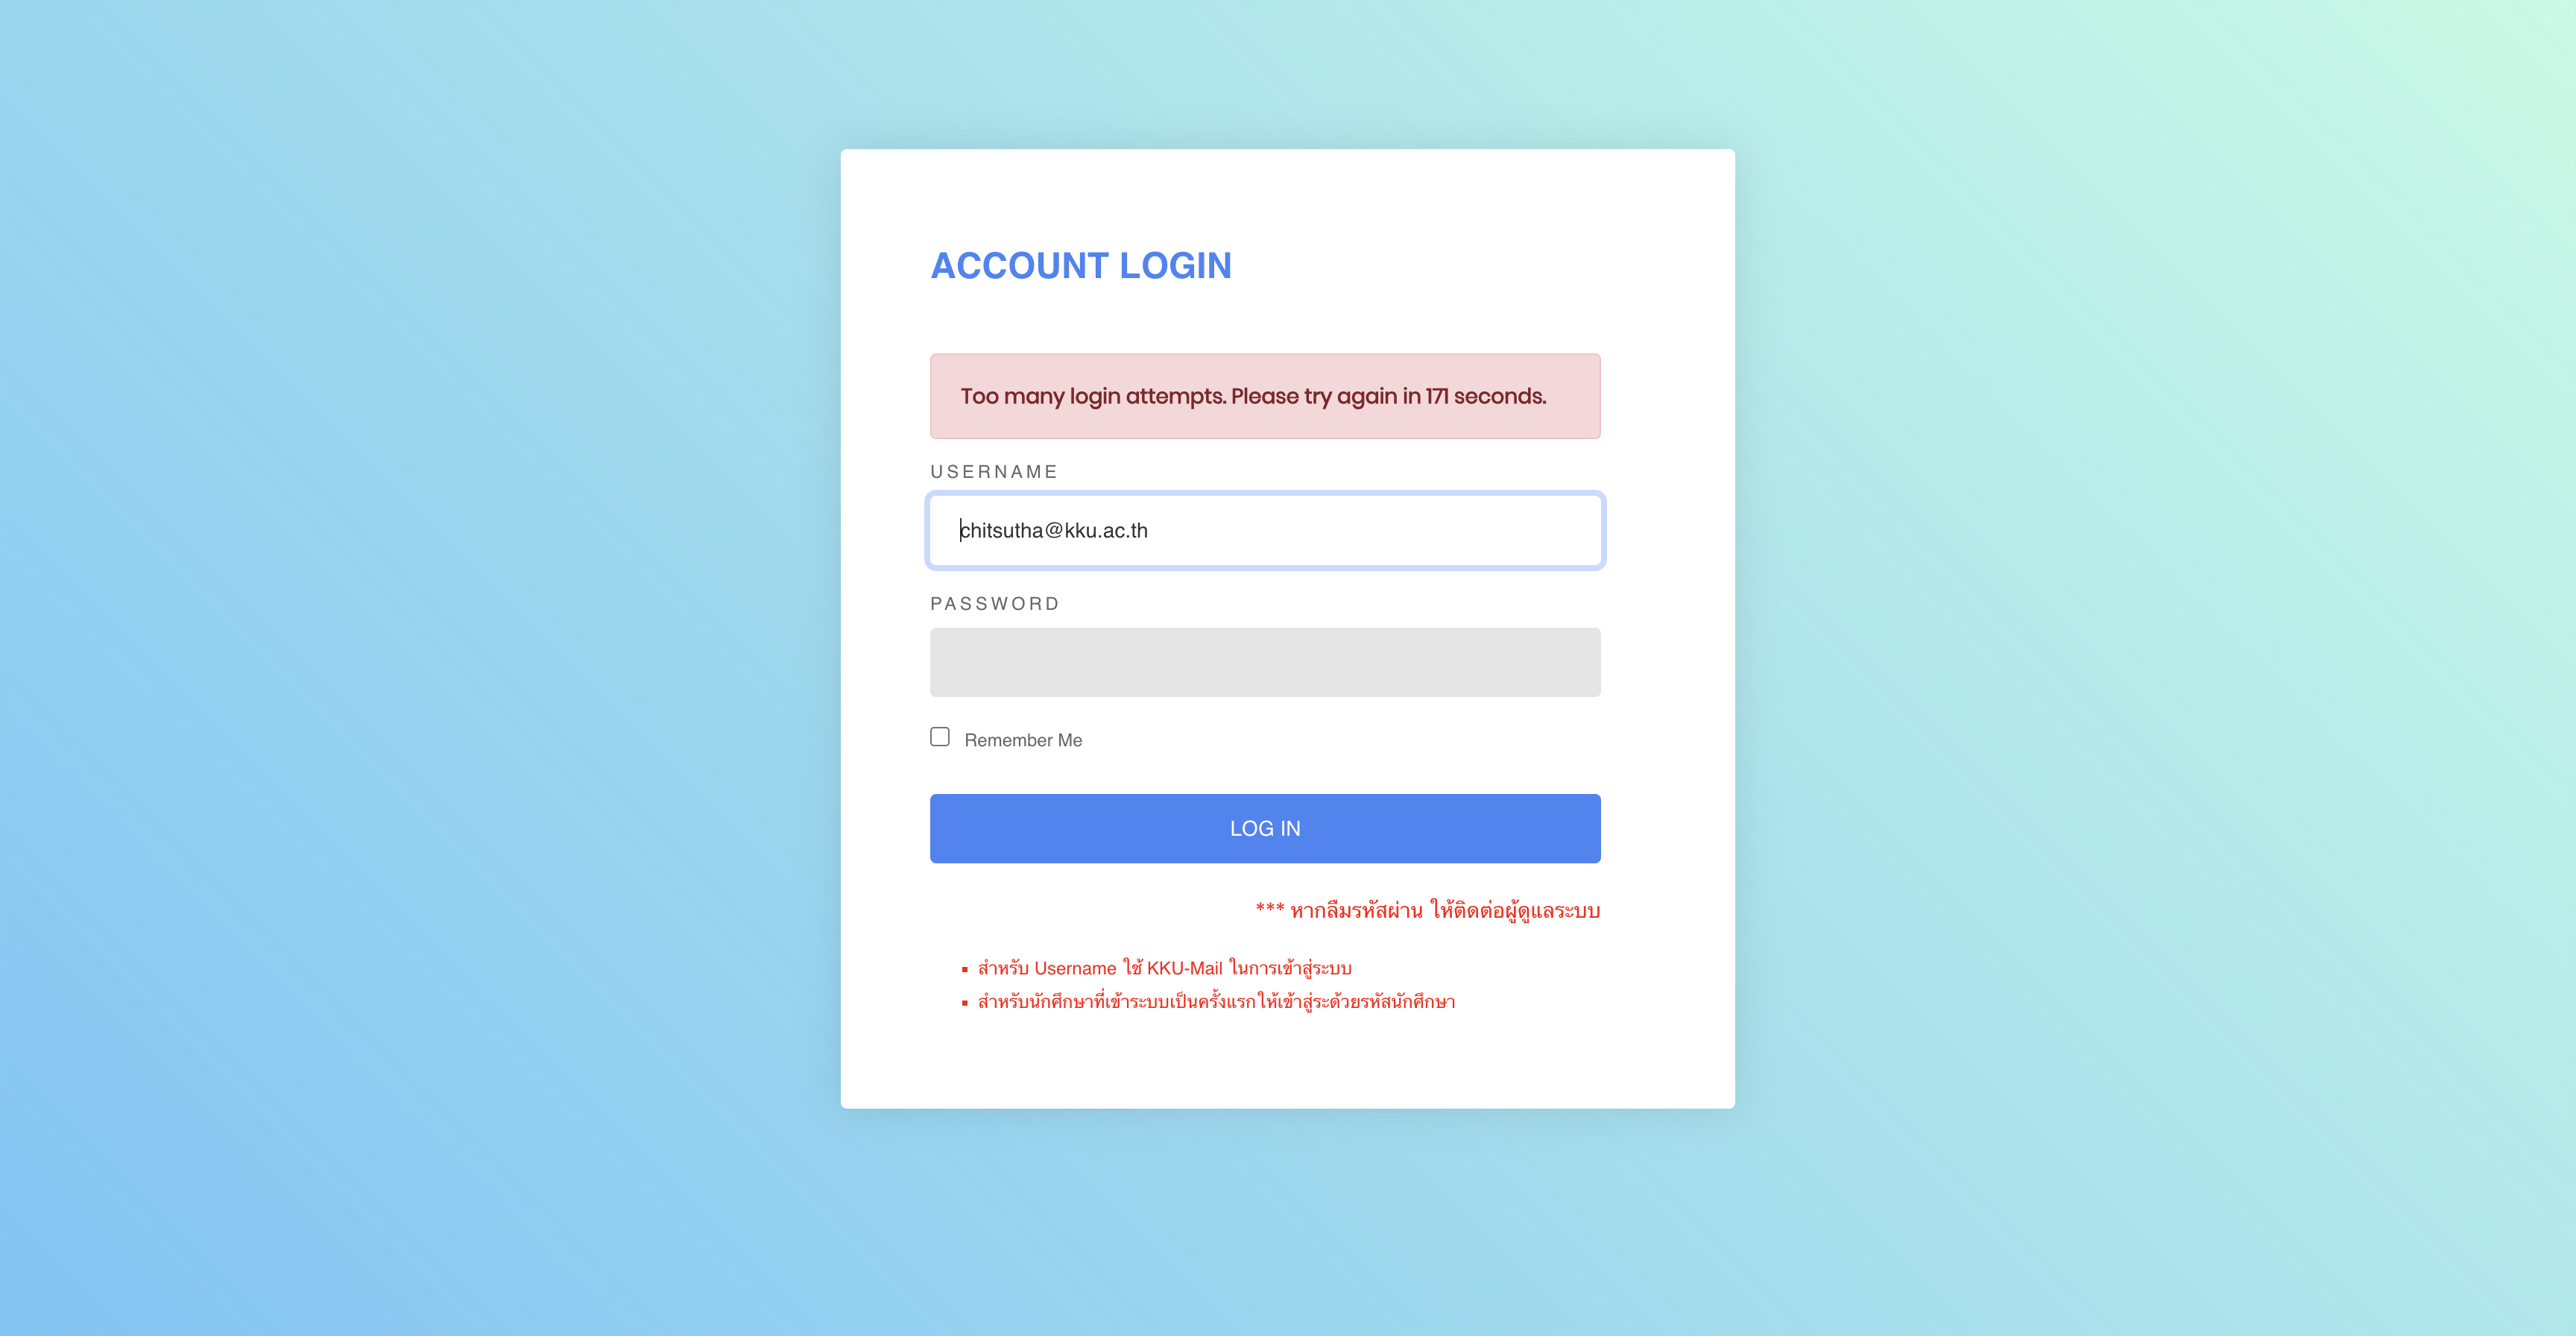 ACCOUNT LOGIN
Too many login attempts. Please try again in 171 seconds.
USERNAME
chitsutha@kku.ac.th
PASSWORD
Remember Me
LOG IN
*** หากลืมรหัสผ่าน ให้ติดต่อผู้ดูแลระบบ
▪ สำหรับ Username ใช้ KKU-Mail ในการเข้าสู่ระบบ
▪ สำหรับนักศึกษาที่เข้าระบบเป็นครั้งแรก ให้เข้าสู่ระด้วยรหัสนักศึกษา